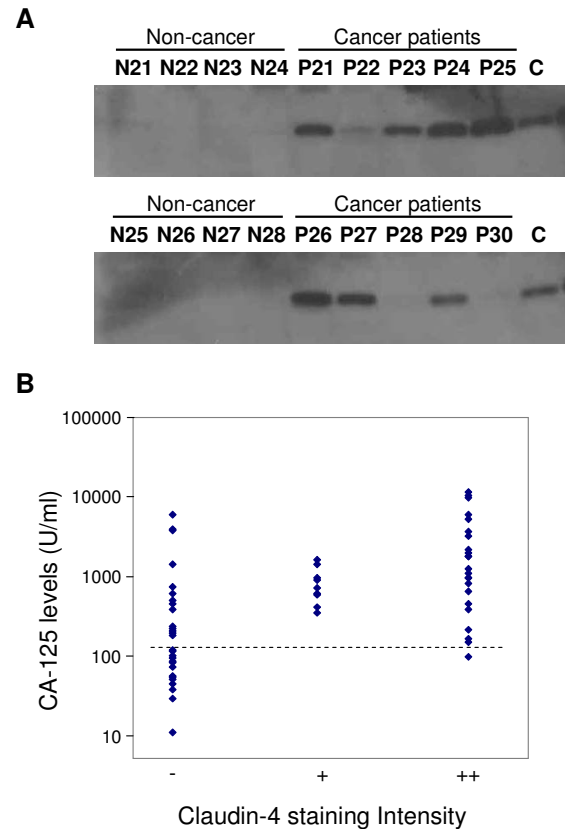 A
Non-cancer Cancer patients
N21 N22 N23 N24 P21 P22 P23 P24 P25 C
Non-cancer Cancer patients
N25 N26 N27 N28 P26 P27 P28 P29 P30 C
B
100000
10000
1000
100
10
CA-125 levels (U/ml)
- + ++
Claudin-4 staining Intensity